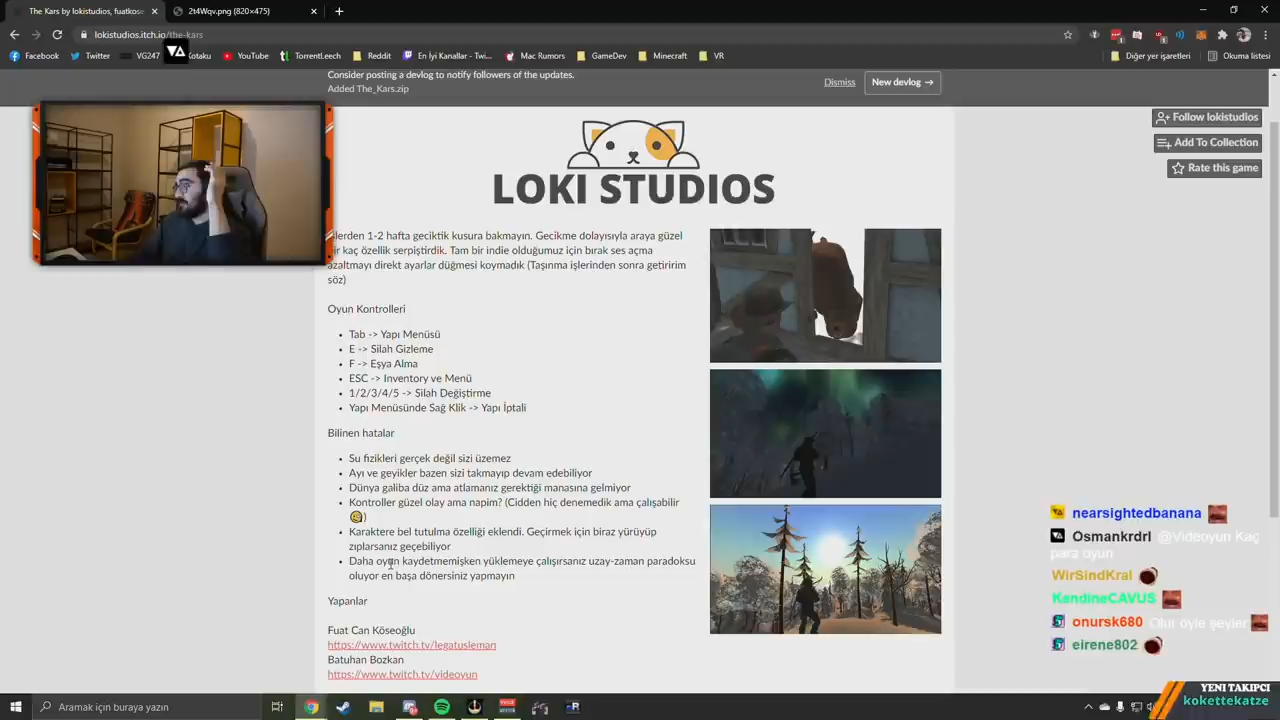 The Kars by lokistudios, fuatkose
2t4Wqv.png (820×475)
lokistudios.itch.io/the-kars
Facebook
Twitter
VG247
Kotaku
YouTube
TorrentLeech
Reddit
En İyi Kanallar - Twi...
Mac Rumors
GameDev
Minecraft
VR
Diğer yer işaretleri
Okuma listesi
Consider posting a devlog to notify followers of the updates.
Added The_Kars.zip
Dismiss
New devlog →
Follow lokistudios
Add To Collection
Rate this game
LOKI STUDIOS
lerden 1-2 hafta geciktik kusura bakmayın. Gecikme dolayısıyla araya güzel
ir kaç özellik serpiştirdik. Tam bir indie olduğumuz için bırak ses açma
azaltmayı direkt ayarlar düğmesi koymadık (Taşınma işlerinden sonra getiririm
söz)
Oyun Kontrolleri
Tab -> Yapı Menüsü
E -> Silah Gizleme
F -> Eşya Alma
ESC -> Inventory ve Menü
1/2/3/4/5 -> Silah Değiştirme
Yapı Menüsünde Sağ Klik -> Yapı İptali
Bilinen hatalar
Su fizikleri gerçek değil sizi üzemez
Ayı ve geyikler bazen sizi takmayıp devam edebiliyor
Dünya galiba düz ama atlamanız gerektiği manasına gelmiyor
Kontroller güzel olay ama napim? (Cidden hiç denemedik ama çalışabilir
)
Karaktere bel tutulma özelliği eklendi. Geçirmek için biraz yürüyüp
zıplarsanız geçebiliyor
Daha oyun kaydetmemişken yüklemeye çalışırsanız uzay-zaman paradoksu
oluyor en başa dönersiniz yapmayın
Yapanlar
Fuat Can Köseoğlu
https://www.twitch.tv/legatusleman
Batuhan Bozkan
https://www.twitch.tv/videoyun
nearsightedbanana
Osmankrdrl @Videoyun Kaç
para oyun
WirSindKral
KendineCAVUS
onursk680 Olur öyle şeyler
eirene802
YENİ TAKIPCI
kokettekatze
Aramak için buraya yazın